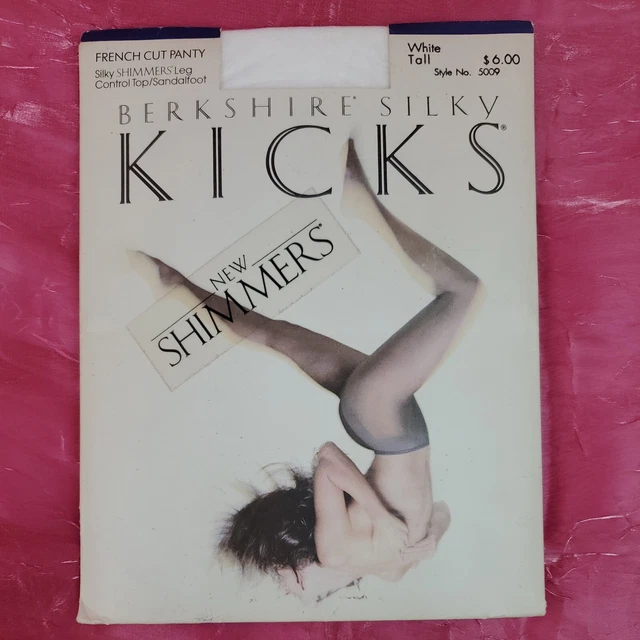 FRENCH CUT PANTY
Silky SHIMMERS Leg
Control Top/Sandalfoot
White
Tall $6.00
Style No. 5009
BERKSHIRE® SILKY
KICKS®
NEW
SHIMMERS®